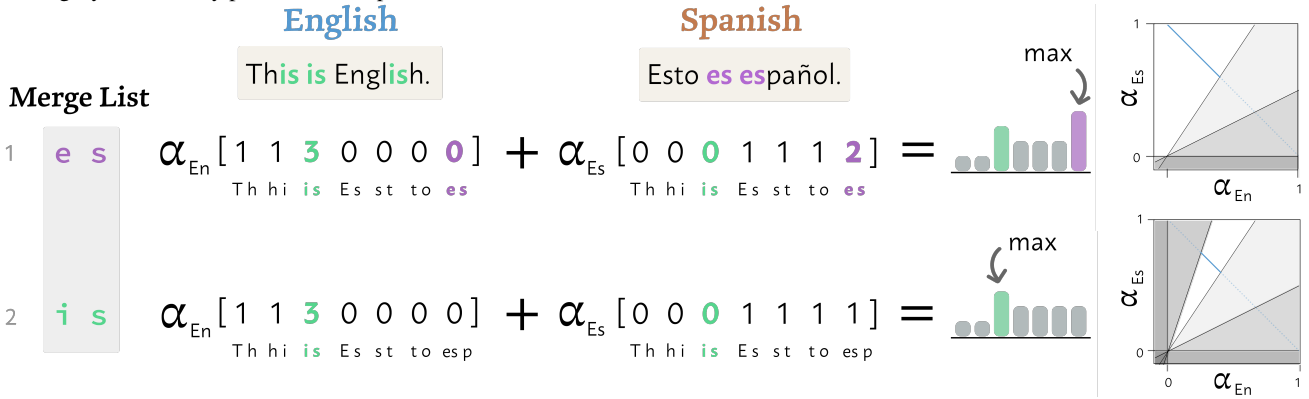 English Spanish
This is English. Esto es español.
max
Merge List
1 e s α En [ 1 1 3 0 0 0 0 ] + α Es [ 0 0 0 1 1 1 2 ] =
Th hi is Es st to es Th hi is Es st to es
1
α Es
0
α En 1
max
2 i s α En [ 1 1 3 0 0 0 0 ] + α Es [ 0 0 0 1 1 1 1 ] =
Th hi is Es st to esp Th hi is Es st to esp
1
α Es
0
0 α En 1